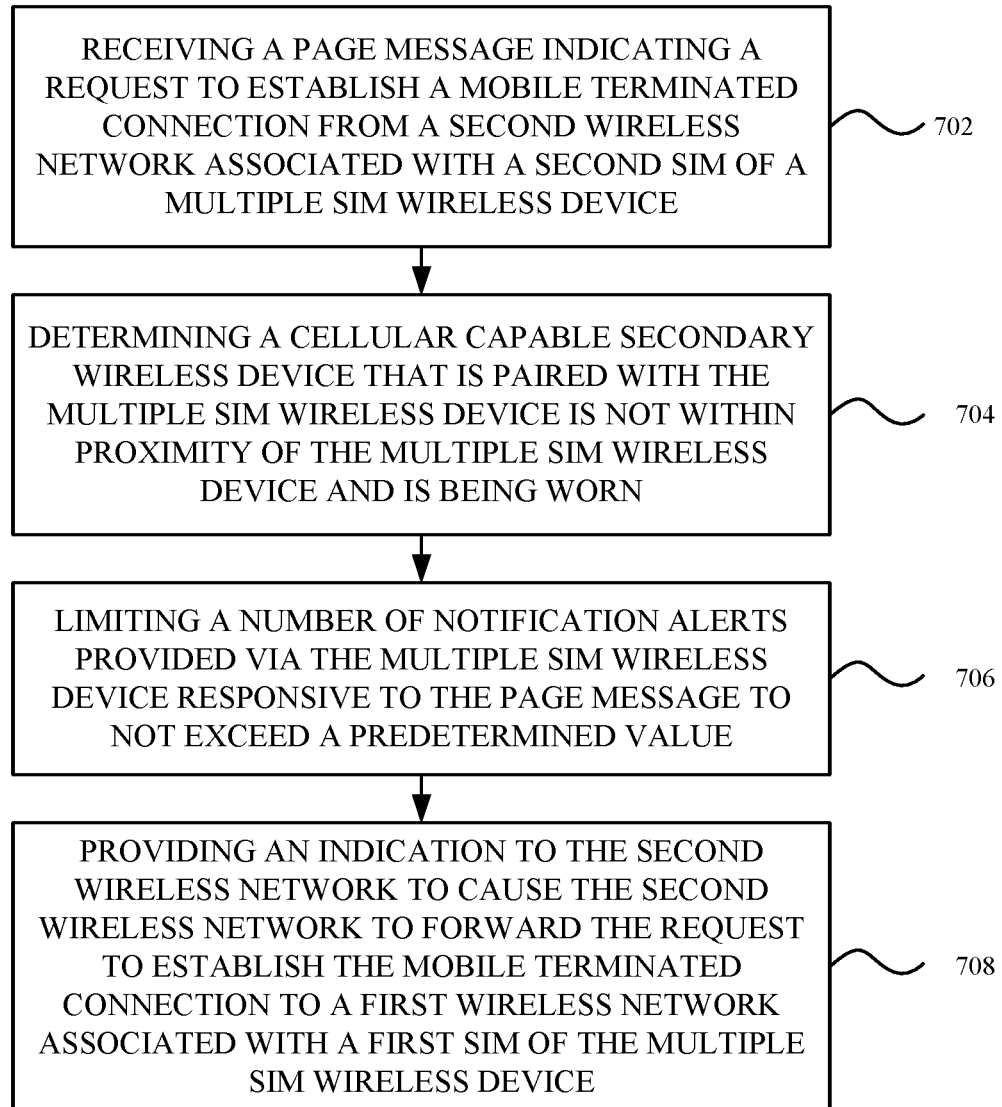 RECEIVING A PAGE MESSAGE INDICATING A
REQUEST TO ESTABLISH A MOBILE TERMINATED
CONNECTION FROM A SECOND WIRELESS
NETWORK ASSOCIATED WITH A SECOND SIM OF A
MULTIPLE SIM WIRELESS DEVICE
702
DETERMINING A CELLULAR CAPABLE SECONDARY
WIRELESS DEVICE THAT IS PAIRED WITH THE
MULTIPLE SIM WIRELESS DEVICE IS NOT WITHIN
PROXIMITY OF THE MULTIPLE SIM WIRELESS
DEVICE AND IS BEING WORN
704
LIMITING A NUMBER OF NOTIFICATION ALERTS
PROVIDED VIA THE MULTIPLE SIM WIRELESS
DEVICE RESPONSIVE TO THE PAGE MESSAGE TO
NOT EXCEED A PREDETERMINED VALUE
706
PROVIDING AN INDICATION TO THE SECOND
WIRELESS NETWORK TO CAUSE THE SECOND
WIRELESS NETWORK TO FORWARD THE REQUEST
TO ESTABLISH THE MOBILE TERMINATED
CONNECTION TO A FIRST WIRELESS NETWORK
ASSOCIATED WITH A FIRST SIM OF THE MULTIPLE
SIM WIRELESS DEVICE
708